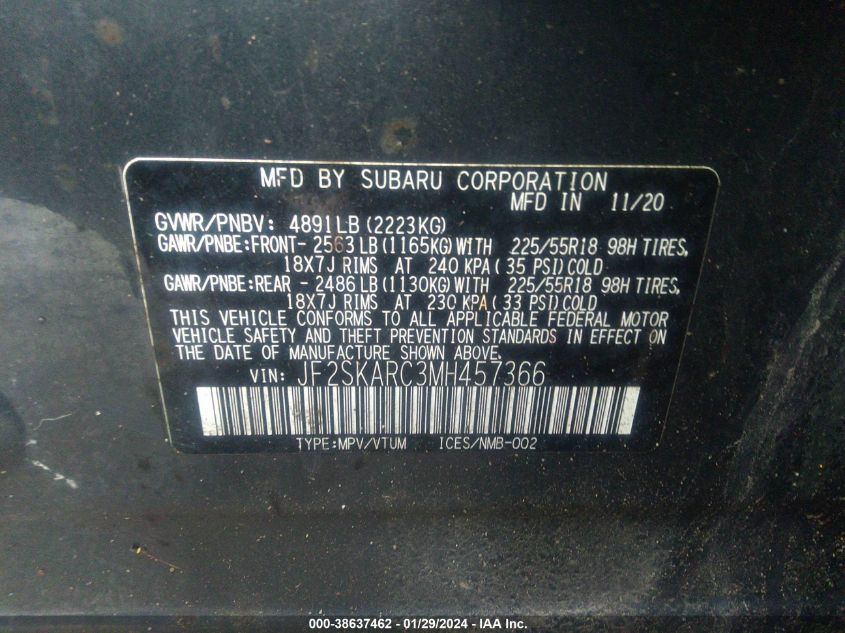 MFD BY SUBARU CORPORATION
MFD IN 11/20
GVWR/PNBV: 4891LB(2223KG)
GAWR/PNBE:FRONT- 2563 LB(1165KG)WITH 225/55R18 98H TIRES,
18X7J RIMS AT 240 KPA(35 PSI)COLD
GAWR/PNBE:REAR - 2486 LB(1130KG)WITH 225/55R18 98H TIRES,
18X7J RIMS AT 230 KPA(33 PSI)COLD
THIS VEHICLE CONFORMS TO ALL APPLICABLE FEDERAL MOTOR
VEHICLE SAFETY AND THEFT PREVENTION STANDARDS IN EFFECT ON
THE DATE OF MANUFACTURE SHOWN ABOVE.
VIN: JF2SKARC3MH457366
TYPE:MPV/VTUM ICES/NMB-002
000-38637462 - 01/29/2024 - IAA Inc.